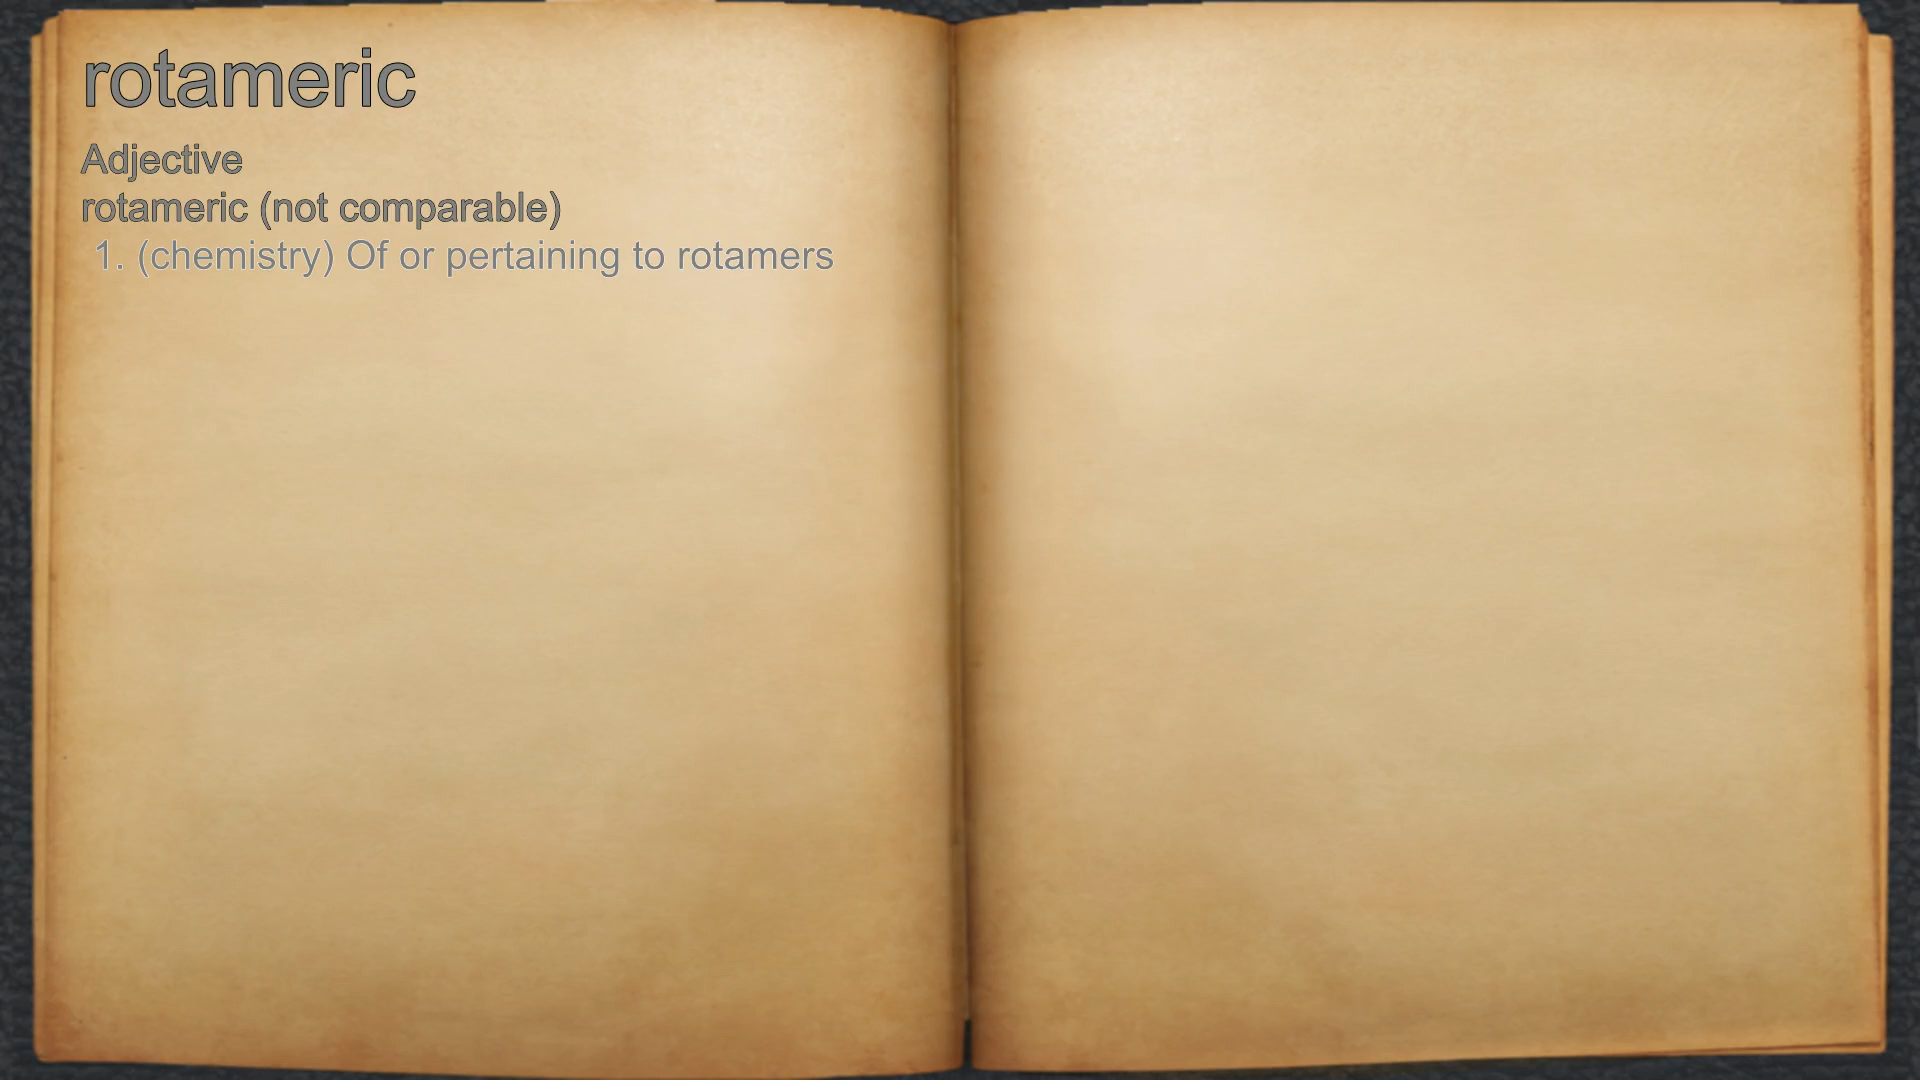 rotameric
Adjective
rotameric (not comparable)
1. (chemistry) Of or pertaining to rotamers